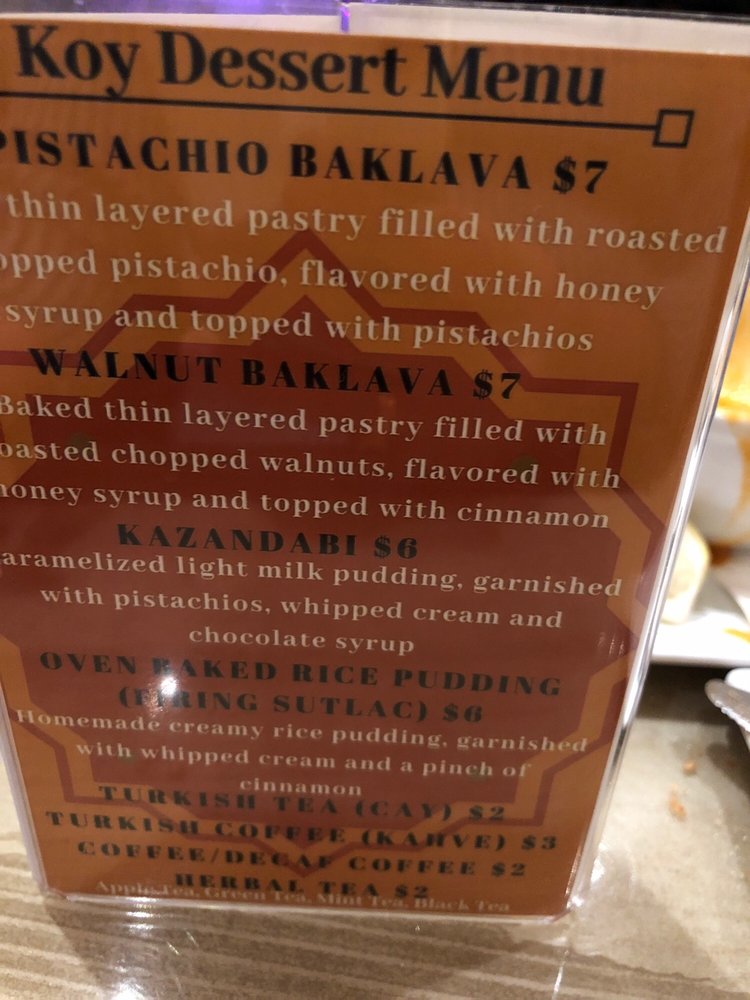 Koy Dessert Menu
PISTACHIO BAKLAVA $7
thin layered pastry filled with roasted
opped pistachio, flavored with honey
syrup and topped with pistachios
WALNUT BAKLAVA $7
Baked thin layered pastry filled with
oasted chopped walnuts, flavored with
honey syrup and topped with cinnamon
KAZANDABI $6
aramelized light milk pudding, garnished
with pistachios, whipped cream and
chocolate syrup
OVEN BAKED RICE PUDDING
(FIRING SUTLAC) $6
Homemade creamy rice pudding, garnished
with whipped cream and a pinch of
cinnamon
TURKISH TEA (CAY) $2
TURKISH COFFEE (KAHVE) $3
COFFEE/DECAF COFFEE $2
HERBAL TEA $2
Apple Tea, Green Tea, Mint Tea, Black Tea